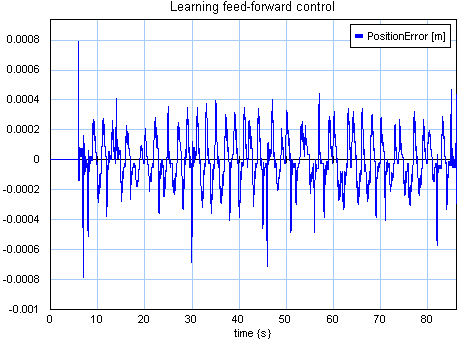 Learning feed-forward control
PositionError [m]
0.0008
0.0006
0.0004
0.0002
0
-0.0002
-0.0004
-0.0006
-0.0008
-0.001
0 10 20 30 40 50 60 70 80
time {s}